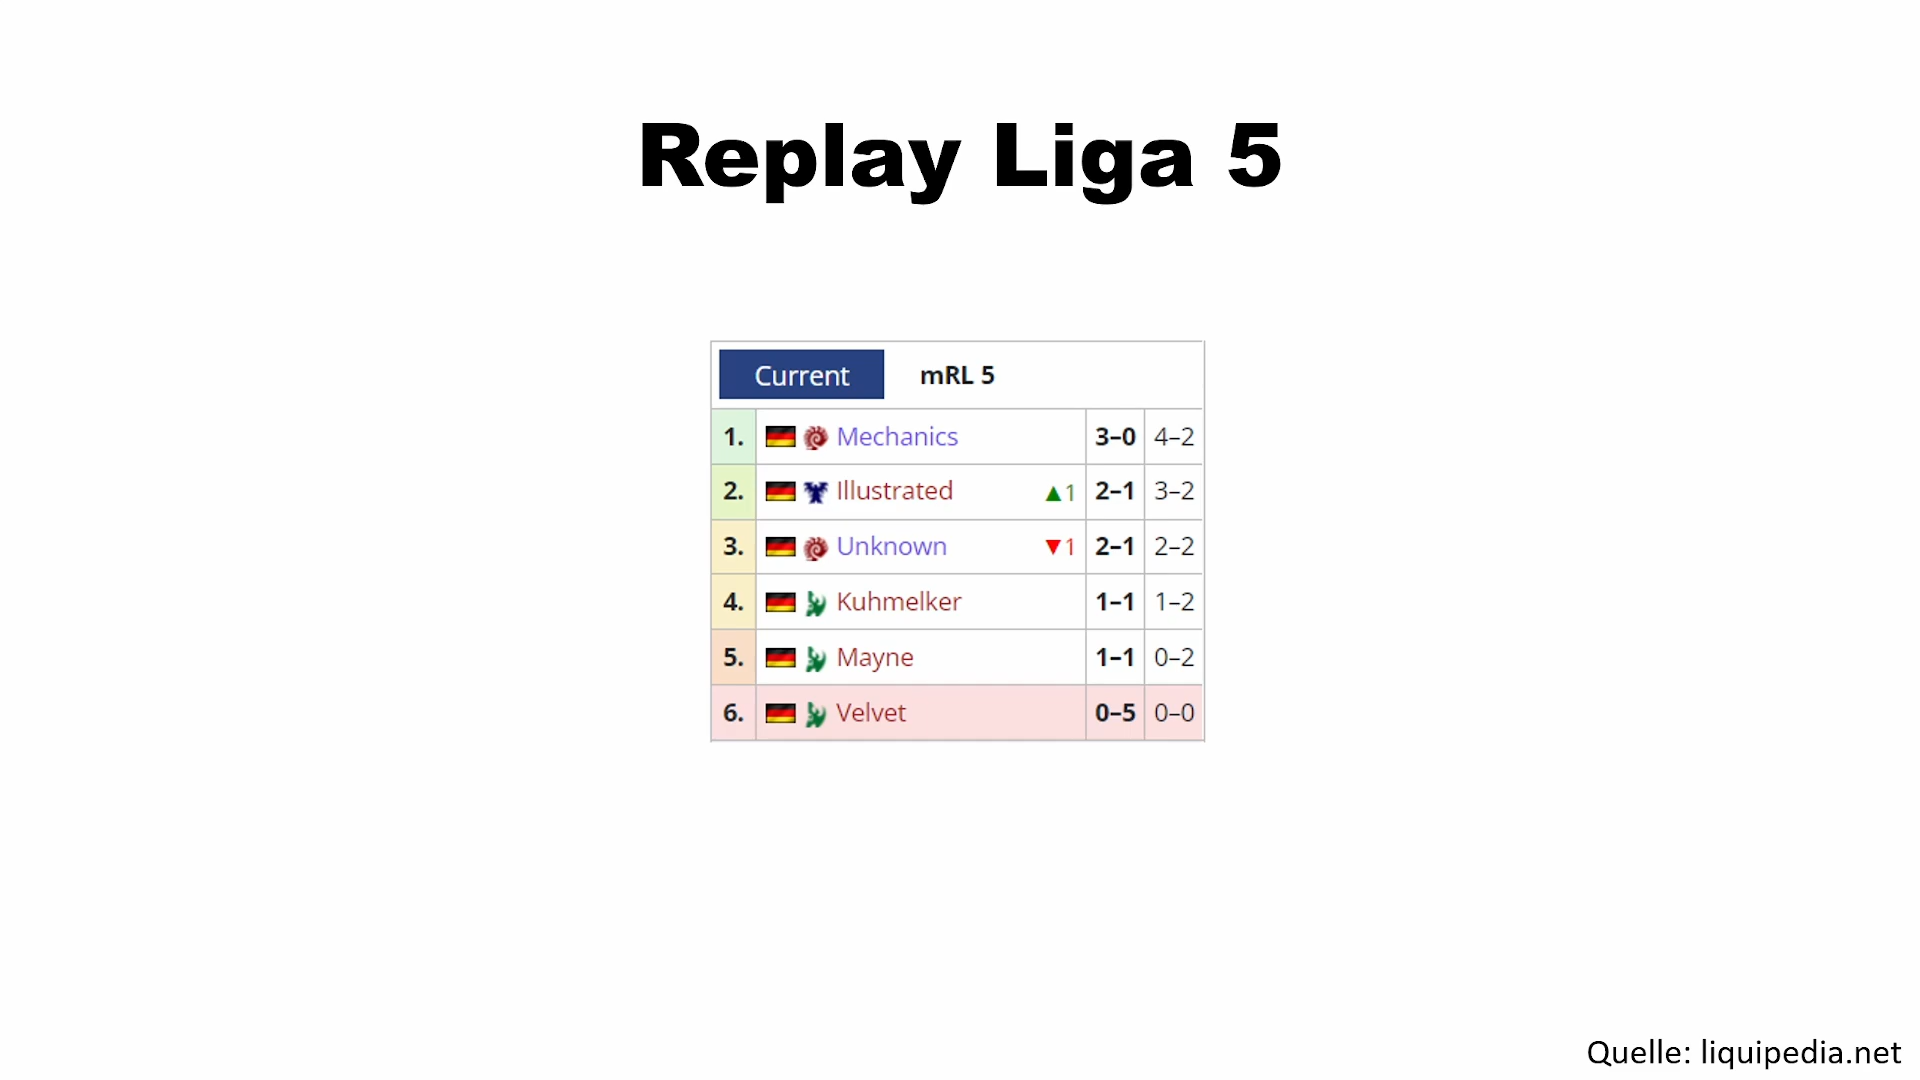 Replay Liga 5
Current mRL 5
1. Mechanics 3–0 4–2
2. Illustrated ▲1 2–1 3–2
3. Unknown ▼1 2–1 2–2
4. Kuhmelker 1–1 1–2
5. Mayne 1–1 0–2
6. Velvet 0–5 0–0
Quelle: liquipedia.net